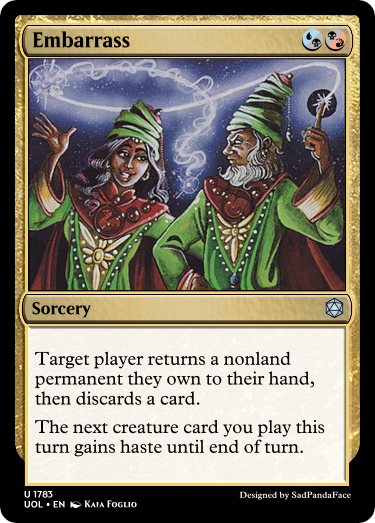 Embarrass
Sorcery
Target player returns a nonland
permanent they own to their hand,
then discards a card.
The next creature card you play this
turn gains haste until end of turn.
U 1783
UOL • EN Kaia Foglio
Designed by SadPandaFace